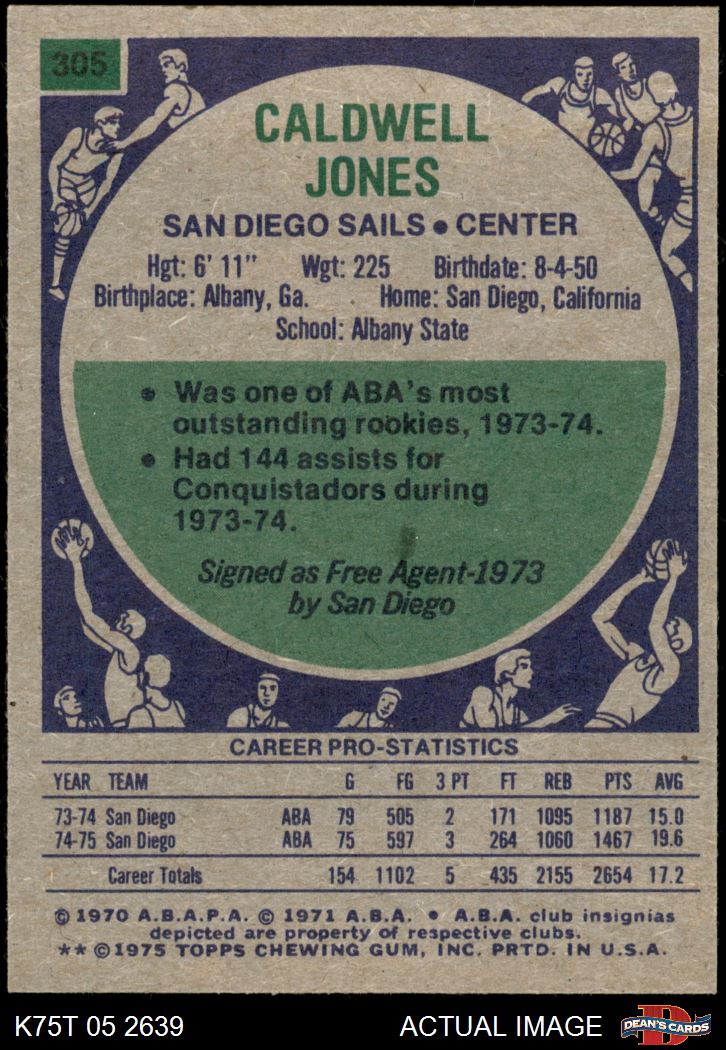 305
CALDWELL
JONES
SAN DIEGO SAILS • CENTER
Hgt: 6' 11" Wgt: 225 Birthdate: 8-4-50
Birthplace: Albany, Ga. Home: San Diego, California
School: Albany State
• Was one of ABA's most
outstanding rookies, 1973-74.
• Had 144 assists for
Conquistadors during
1973-74.
Signed as Free Agent-1973
by San Diego
CAREER PRO-STATISTICS
YEAR TEAM G FG 3 PT FT REB PTS AVG
73-74 San Diego ABA 79 505 2 171 1095 1187 15.0
74-75 San Diego ABA 75 597 3 264 1060 1467 19.6
Career Totals 154 1102 5 435 2155 2654 17.2
© 1970 A.B.A.P.A. © 1971 A.B.A. • A.B.A. club insignias
depicted are property of respective clubs.
** © 1975 TOPPS CHEWING GUM, INC. PRTD. IN U.S.A.
K75T 05 2639 ACTUAL IMAGE D DEAN'S CARDS